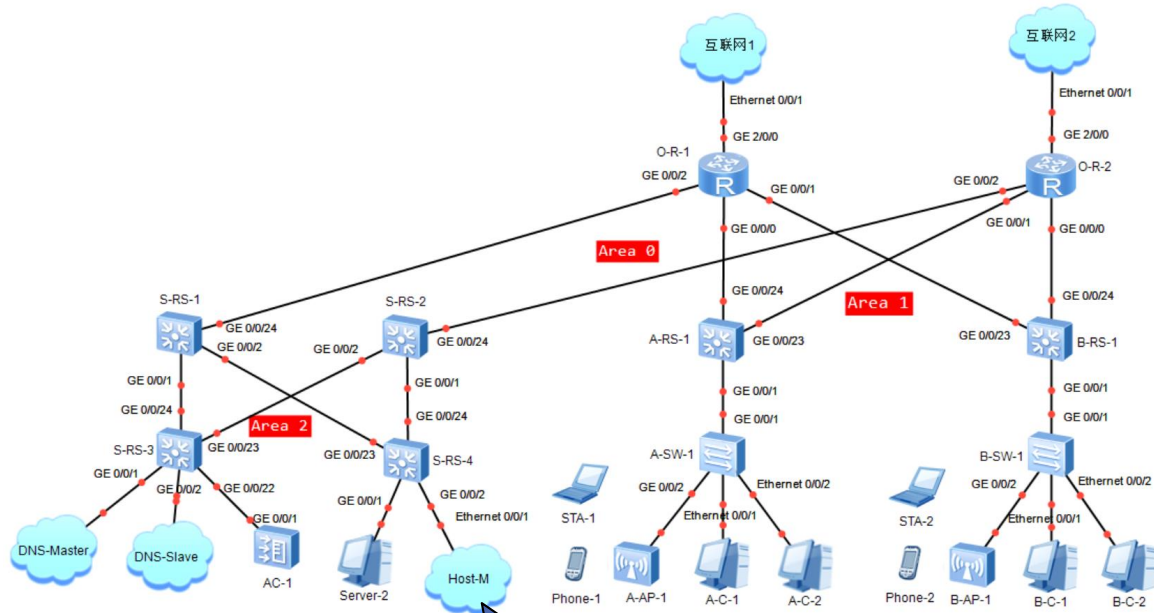 互联网1
互联网2
Ethernet 0/0/1
Ethernet 0/0/1
GE 2/0/0
GE 2/0/0
O-R-1
O-R-2
GE 0/0/2
GE 0/0/1
GE 0/0/2
GE 0/0/1
GE 0/0/0
GE 0/0/0
Area 0
Area 1
S-RS-1
S-RS-2
GE 0/0/24
GE 0/0/2
GE 0/0/2
GE 0/0/24
GE 0/0/24
GE 0/0/24
A-RS-1
GE 0/0/23
GE 0/0/23
B-RS-1
GE 0/0/1
GE 0/0/1
GE 0/0/1
GE 0/0/1
GE 0/0/24
GE 0/0/24
GE 0/0/1
GE 0/0/1
Area 2
S-RS-3
GE 0/0/23
GE 0/0/23
S-RS-4
A-SW-1
B-SW-1
GE 0/0/1
GE 0/0/2
GE 0/0/22
GE 0/0/1
GE 0/0/2
Ethernet 0/0/1
GE 0/0/2
Ethernet 0/0/2
Ethernet 0/0/1
GE 0/0/2
Ethernet 0/0/2
Ethernet 0/0/1
GE 0/0/1
STA-1
STA-2
DNS-Master
DNS-Slave
AC-1
Server-2
Host-M
Phone-1
A-AP-1
A-C-1
A-C-2
Phone-2
B-AP-1
B-C-1
B-C-2